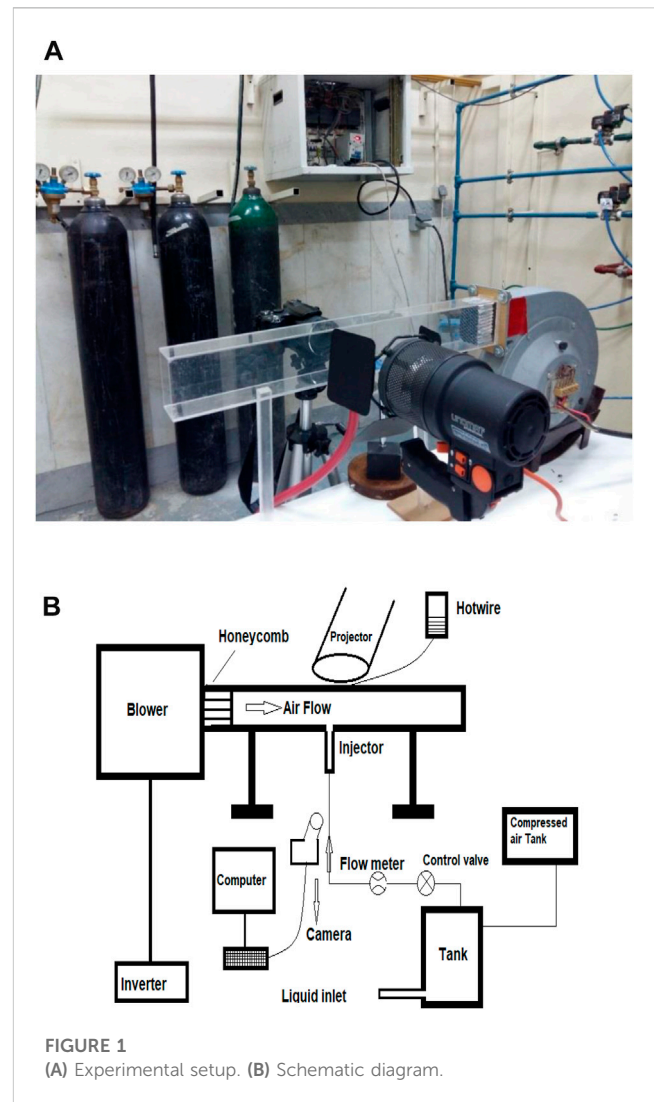 A
B
Hotwire
Projector
Honeycomb
Blower
Air Flow
Injector
Compressed
air Tank
Flow meter
Control valve
Computer
Camera
Tank
Inverter
Liquid inlet
FIGURE 1
(A) Experimental setup. (B) Schematic diagram.